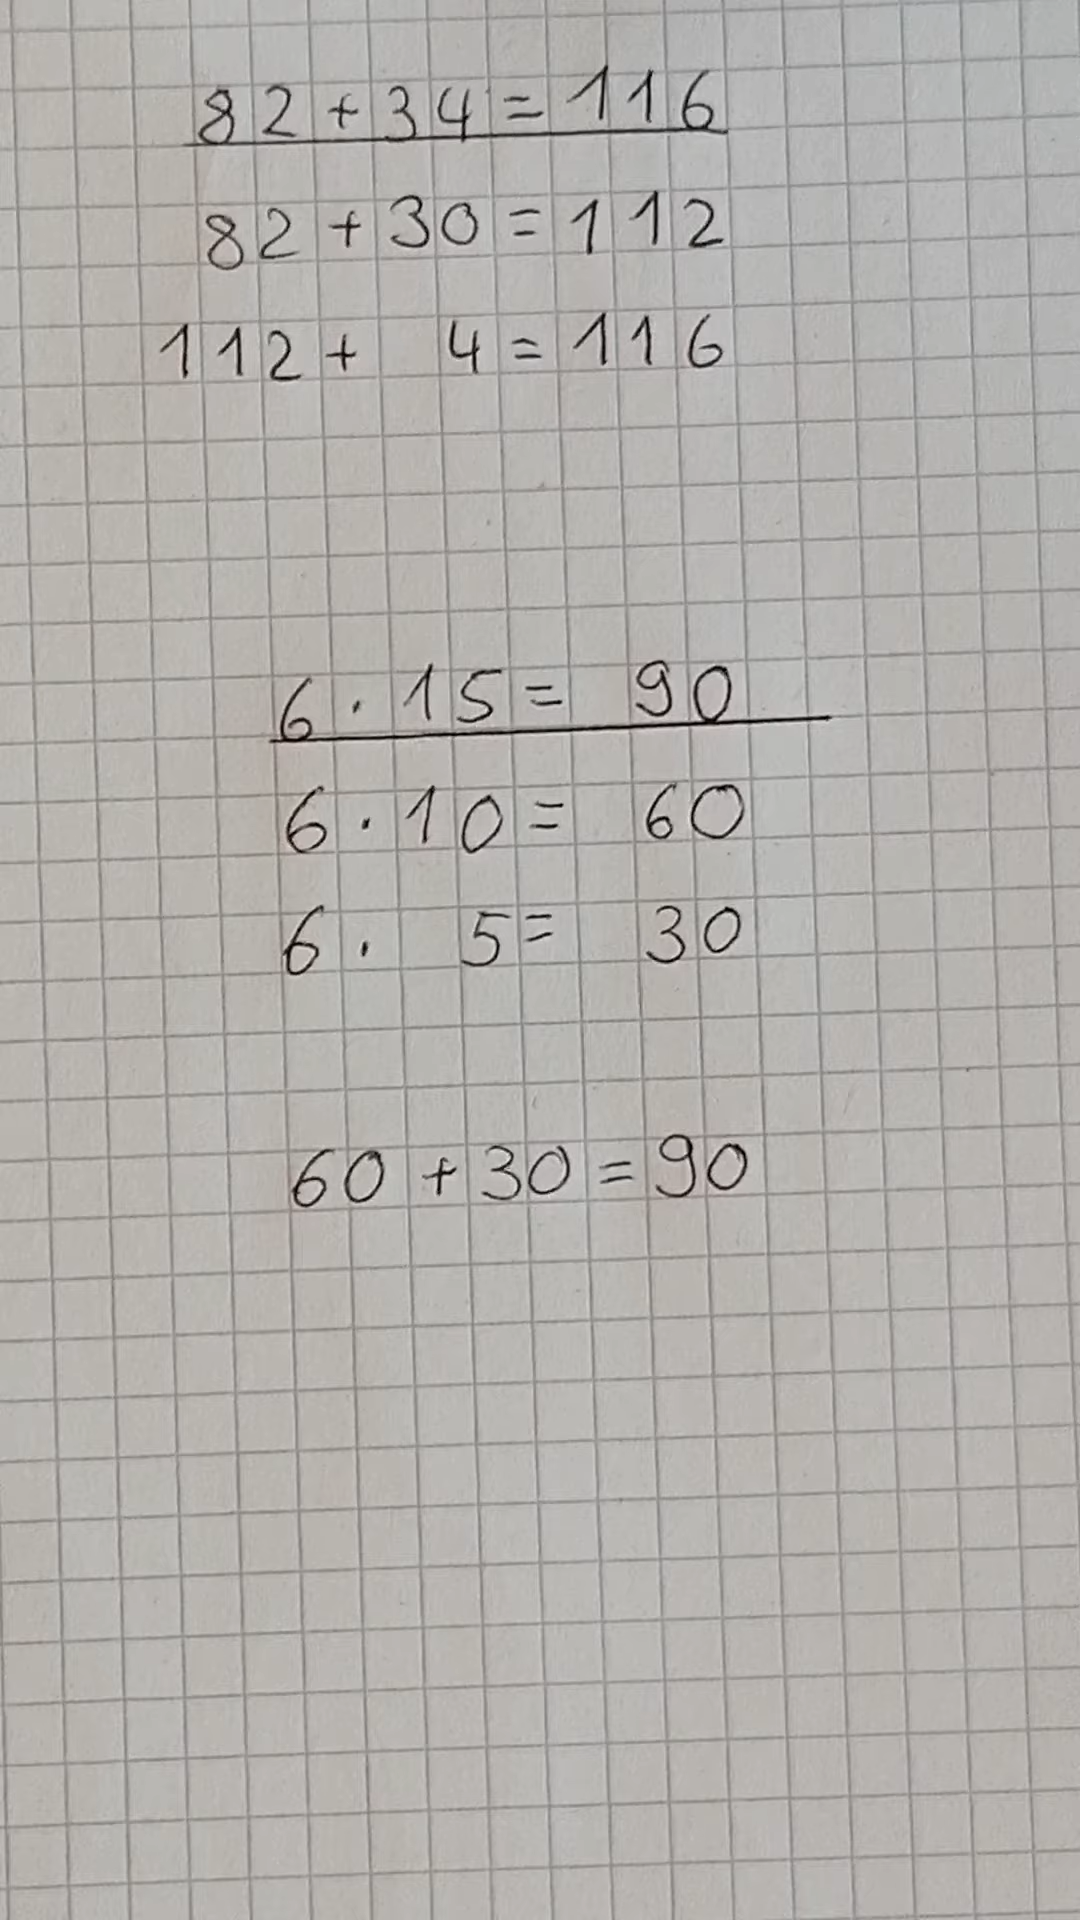 82 + 34 = 116
82 + 30 = 112
112 + 4 = 116
6 · 15 = 90
6 · 10 = 60
6 · 5 = 30
60 + 30 = 90